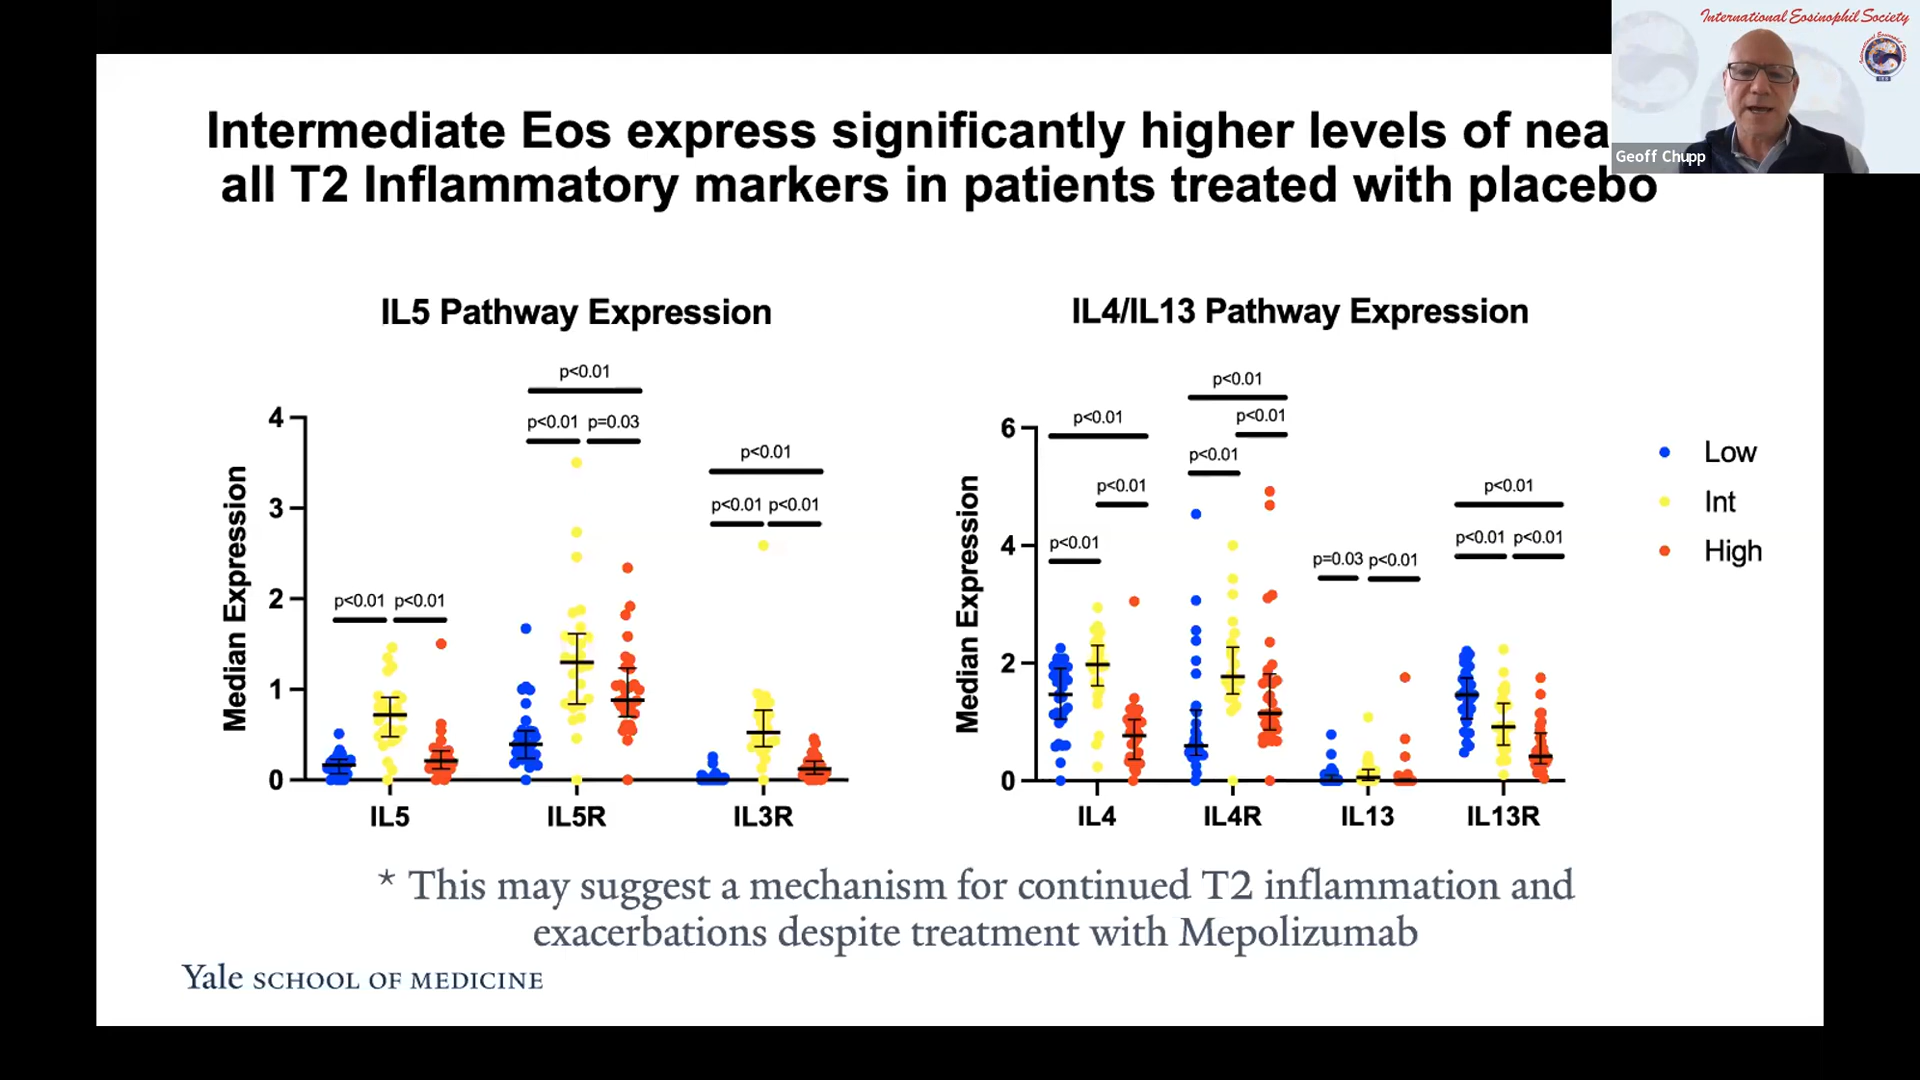 International Eosinophil Society
Geoff Chupp
Intermediate Eos express significantly higher levels of nea
all T2 Inflammatory markers in patients treated with placebo
IL5 Pathway Expression
p<0.01
p<0.01 p=0.03
p<0.01
p<0.01 p<0.01
p<0.01 p<0.01
Median Expression
4
3
2
1
0
IL5 IL5R IL3R
IL4/IL13 Pathway Expression
p<0.01
p<0.01 p<0.01
p<0.01
p<0.01 p<0.01
p<0.01
p=0.03 p<0.01
p<0.01 p<0.01
Median Expression
6
4
2
0
IL4 IL4R IL13 IL13R
Low
Int
High
* This may suggest a mechanism for continued T2 inflammation and
exacerbations despite treatment with Mepolizumab
Yale SCHOOL OF MEDICINE